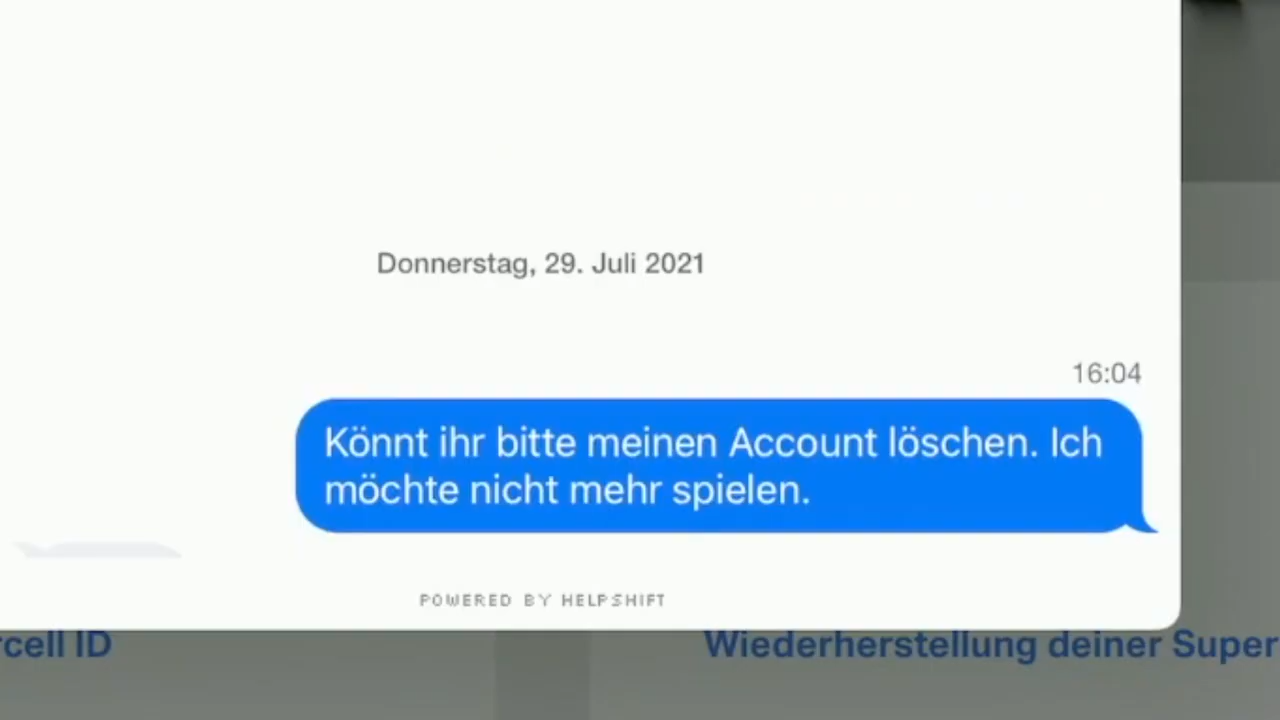 Donnerstag, 29. Juli 2021
16:04
Könnt ihr bitte meinen Account löschen. Ich
möchte nicht mehr spielen.
POWERED BY HELPSHIFT
rcell ID
Wiederherstellung deiner Super